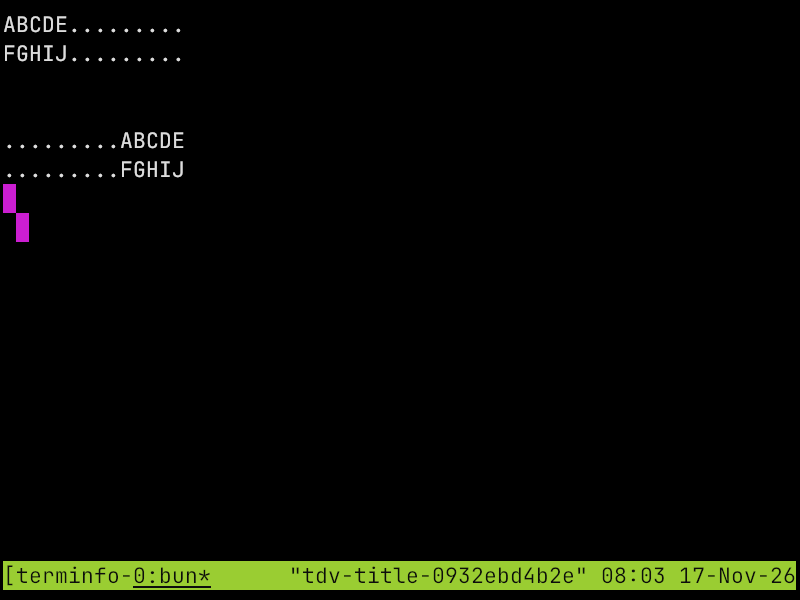 ABCDE.........
FGHIJ.........
.........ABCDE
.........FGHIJ
[terminfo-0:bun*      "tdv-title-0932ebd4b2e" 08:03 17-Nov-26